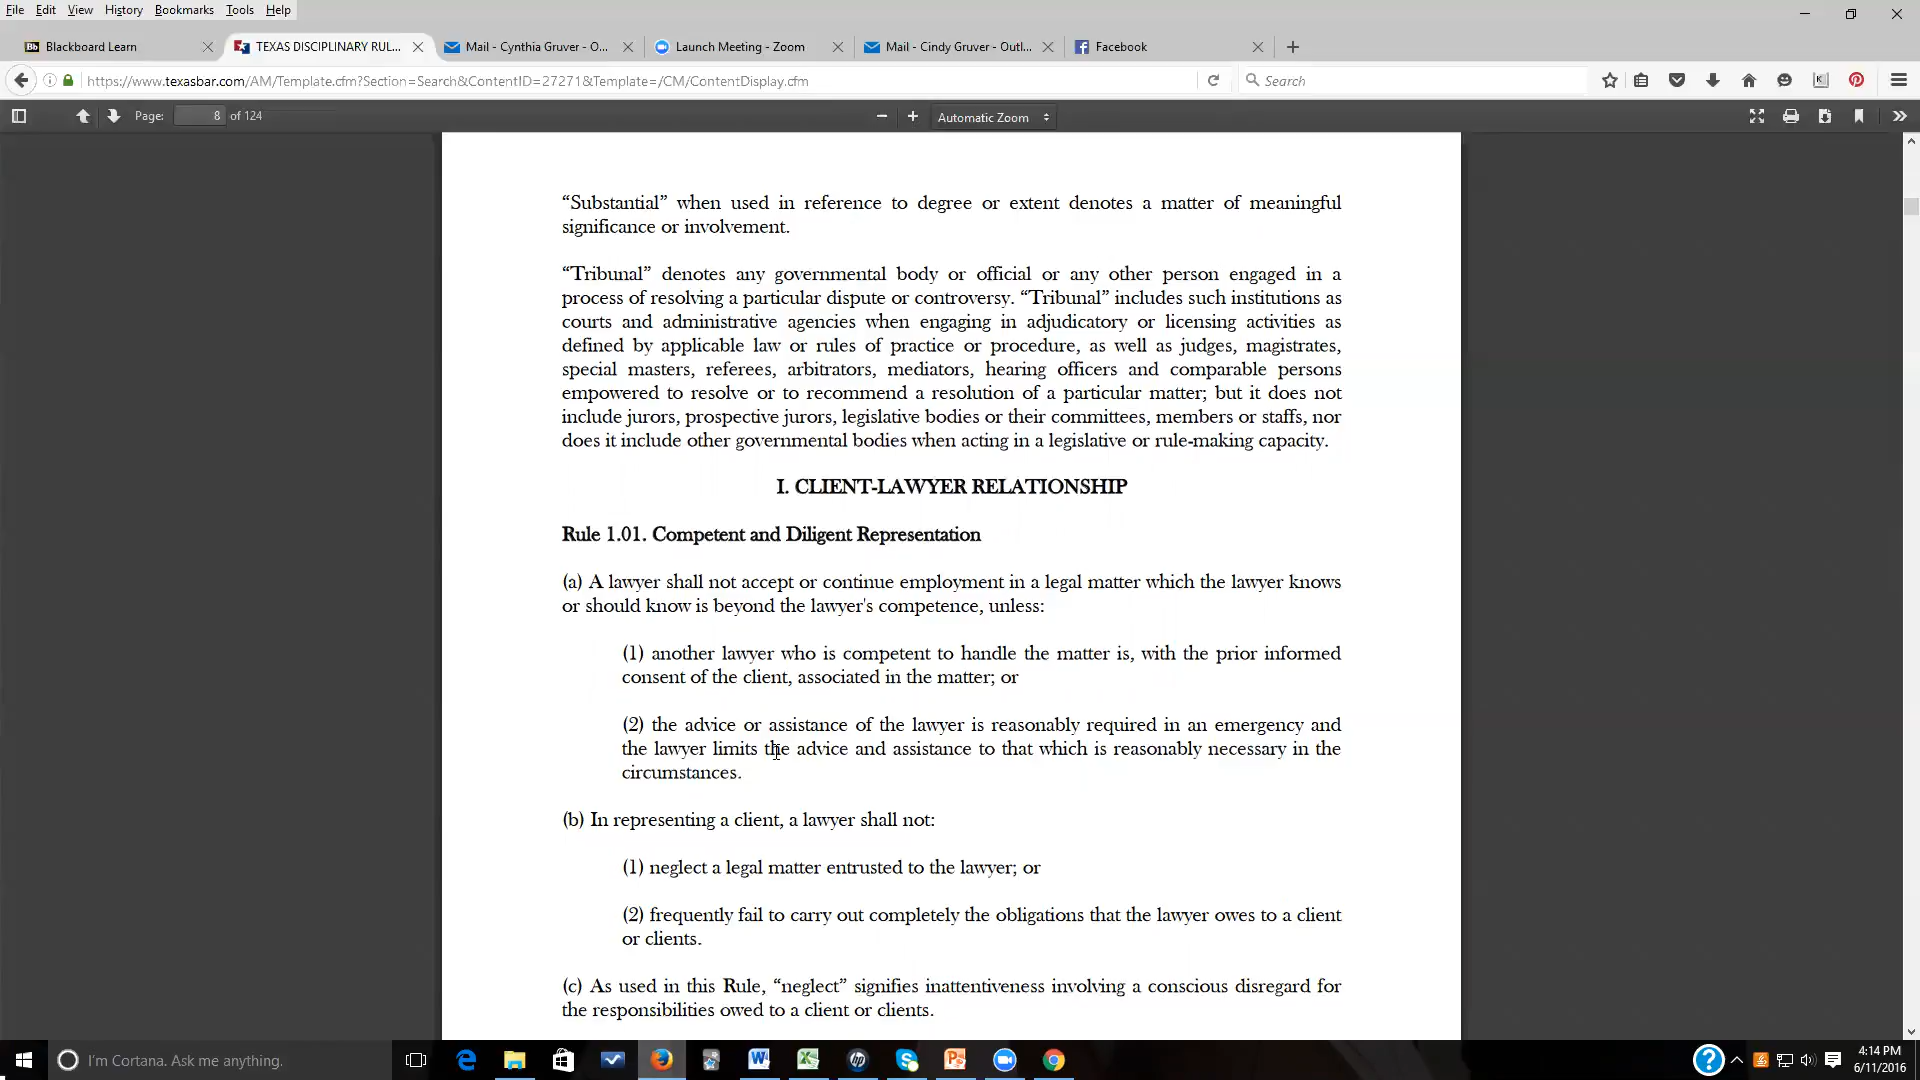 File Edit View History Bookmarks Tools Help
Bb Blackboard Learn
TEXAS DISCIPLINARY RUL...
Mail - Cynthia Gruver - O...
Launch Meeting - Zoom
Mail - Cindy Gruver - Outl...
Facebook
https://www.texasbar.com/AM/Template.cfm?Section=Search&ContentID=27271&Template=/CM/ContentDisplay.cfm
Search
Page: 8 of 124
Automatic Zoom
“Substantial” when used in reference to degree or extent denotes a matter of meaningful
significance or involvement.
“Tribunal” denotes any governmental body or official or any other person engaged in a
process of resolving a particular dispute or controversy. “Tribunal” includes such institutions as
courts and administrative agencies when engaging in adjudicatory or licensing activities as
defined by applicable law or rules of practice or procedure, as well as judges, magistrates,
special masters, referees, arbitrators, mediators, hearing officers and comparable persons
empowered to resolve or to recommend a resolution of a particular matter; but it does not
include jurors, prospective jurors, legislative bodies or their committees, members or staffs, nor
does it include other governmental bodies when acting in a legislative or rule-making capacity.
I. CLIENT-LAWYER RELATIONSHIP
Rule 1.01. Competent and Diligent Representation
(a) A lawyer shall not accept or continue employment in a legal matter which the lawyer knows
or should know is beyond the lawyer's competence, unless:
(1) another lawyer who is competent to handle the matter is, with the prior informed
consent of the client, associated in the matter; or
(2) the advice or assistance of the lawyer is reasonably required in an emergency and
the lawyer limits the advice and assistance to that which is reasonably necessary in the
circumstances.
(b) In representing a client, a lawyer shall not:
(1) neglect a legal matter entrusted to the lawyer; or
(2) frequently fail to carry out completely the obligations that the lawyer owes to a client
or clients.
(c) As used in this Rule, “neglect” signifies inattentiveness involving a conscious disregard for
the responsibilities owed to a client or clients.
I'm Cortana. Ask me anything.
4:14 PM
6/11/2016